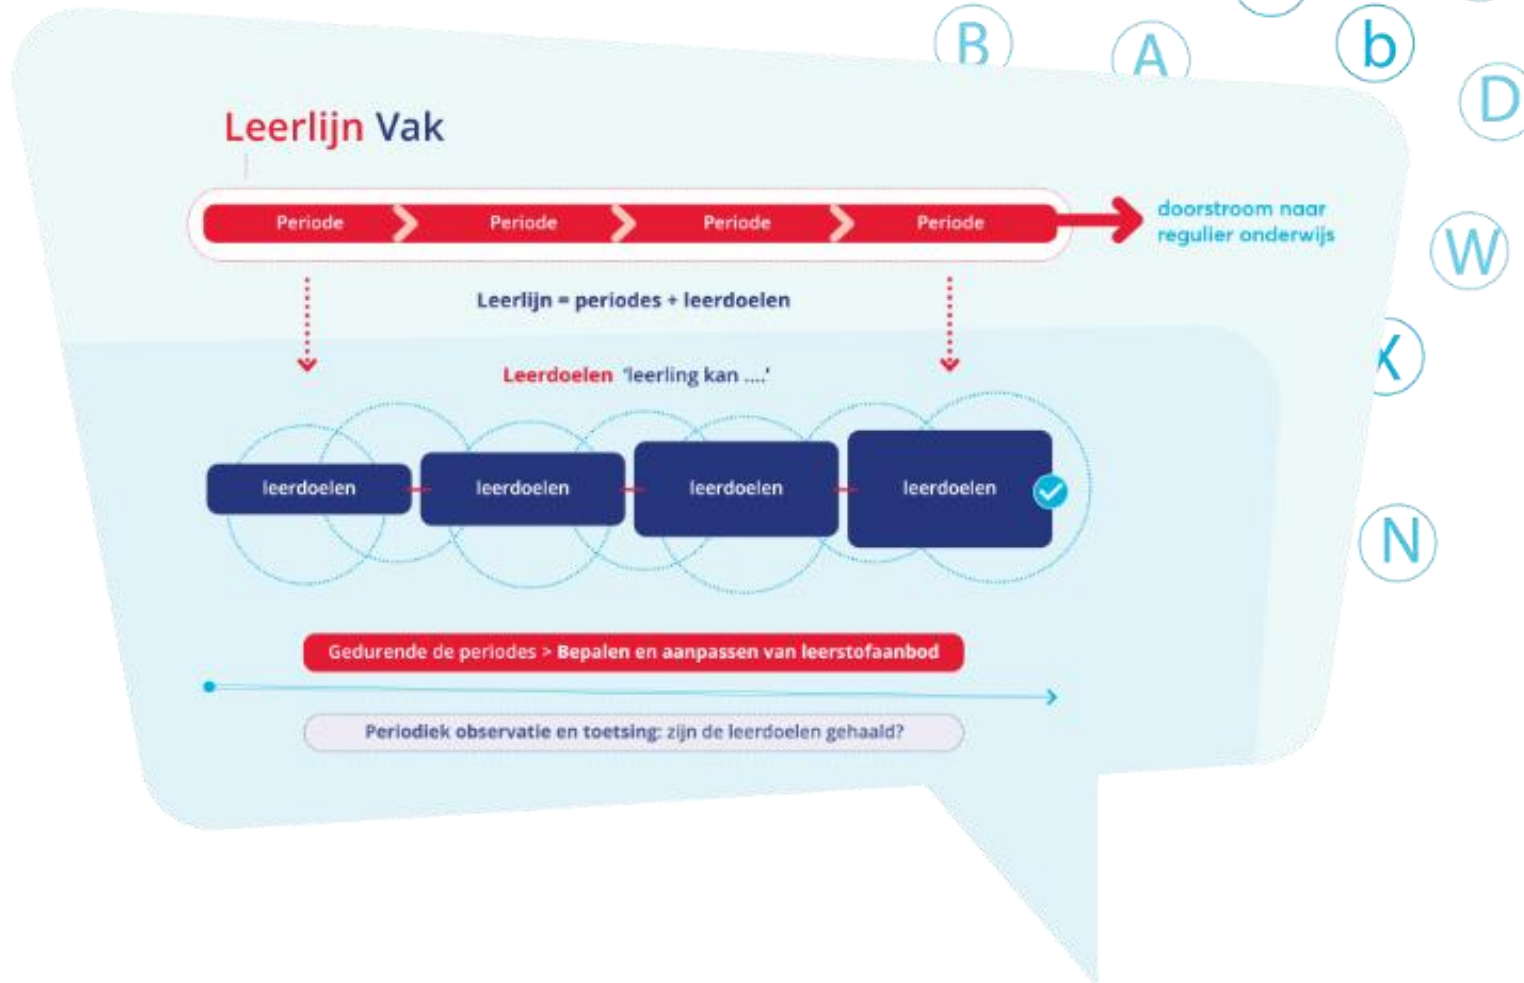 B
A
b
D
Leerlijn Vak
Periode
Periode
Periode
Periode
doorstroom naar
regulier onderwijs
W
Leerlijn = periodes + leerdoelen
X
Leerdoelen 'leerling kan ....'
leerdoelen
leerdoelen
leerdoelen
leerdoelen
N
Gedurende de periodes > Bepalen en aanpassen van leerstofaanbod
Periodiek observatie en toetsing: zijn de leerdoelen gehaald?